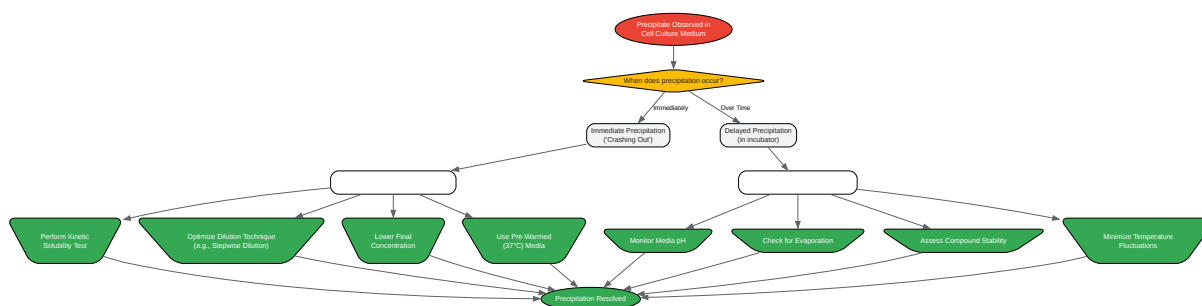 Precipitate Observed in
Cell Culture Medium
When does precipitation occur?
Immediately
Over Time
Immediate Precipitation
('Crashing Out')
Delayed Precipitation
(in incubator)
Perform Kinetic
Solubility Test
Optimize Dilution Technique
(e.g., Stepwise Dilution)
Lower Final
Concentration
Use Pre-Warmed
(37°C) Media
Monitor Media pH
Check for Evaporation
Assess Compound Stability
Minimize Temperature
Fluctuations
Precipitation Resolved